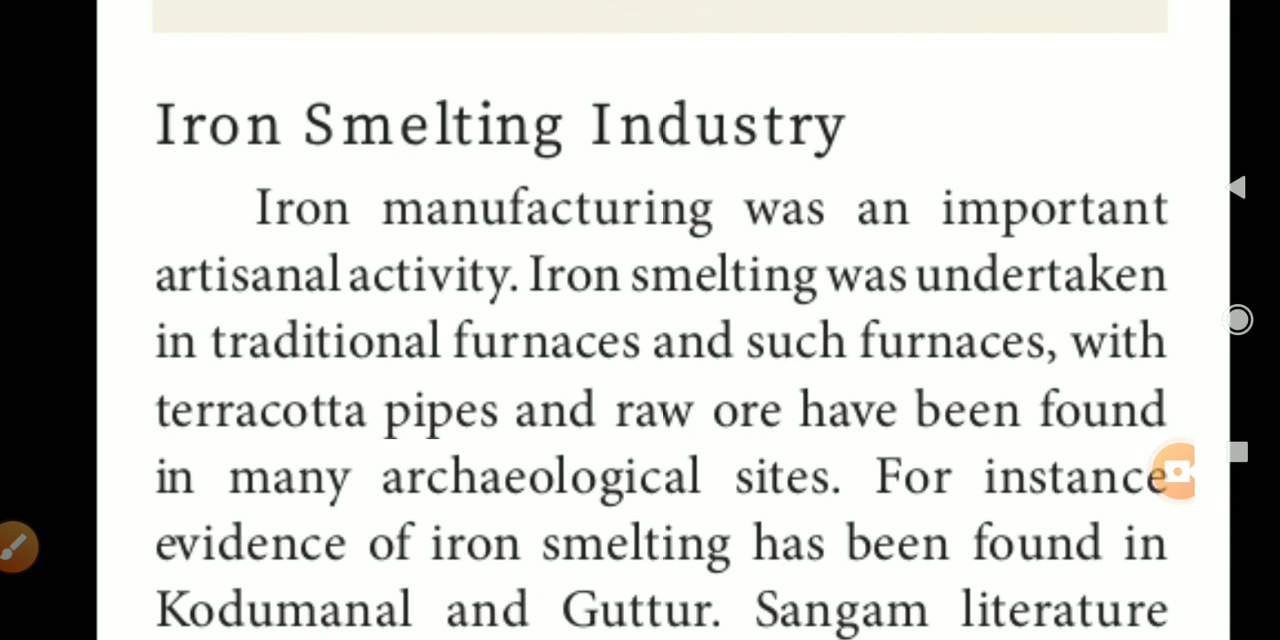 Iron Smelting Industry
Iron manufacturing was an important
artisanal activity. Iron smelting was undertaken
in traditional furnaces and such furnaces, with
terracotta pipes and raw ore have been found
in many archaeological sites. For instance
evidence of iron smelting has been found in
Kodumanal and Guttur. Sangam literature